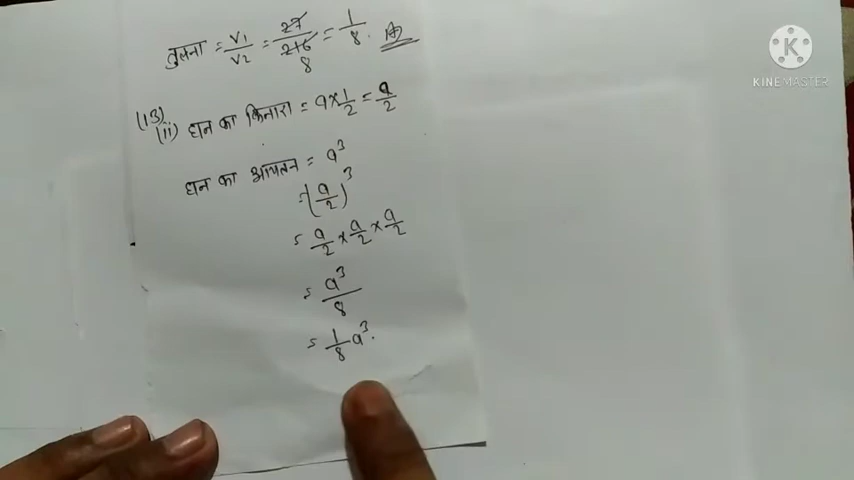 तुलना = V1/V2 = 27/216 8 = 1/8. A
(13)
(ii) घन का किनारा = a×1/2 = a/2
घन का आयतन = a³
= (a/2)³
= a/2 × a/2 × a/2
= a³/8
= 1/8 a³.
KINEMASTER